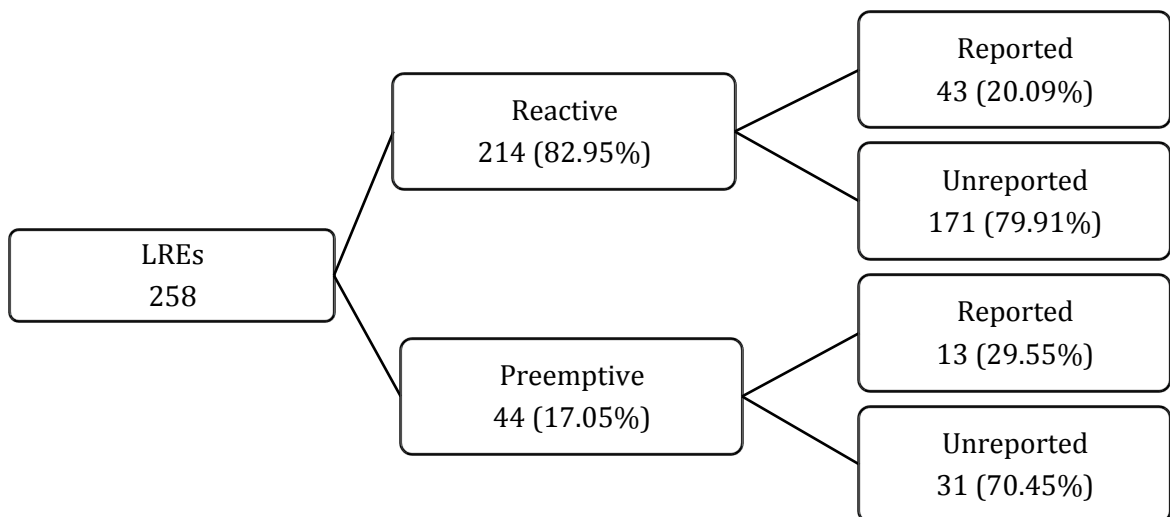 LREs
258
Reactive
214 (82.95%)
Preemptive
44 (17.05%)
Reported
43 (20.09%)
Unreported
171 (79.91%)
Reported
13 (29.55%)
Unreported
31 (70.45%)